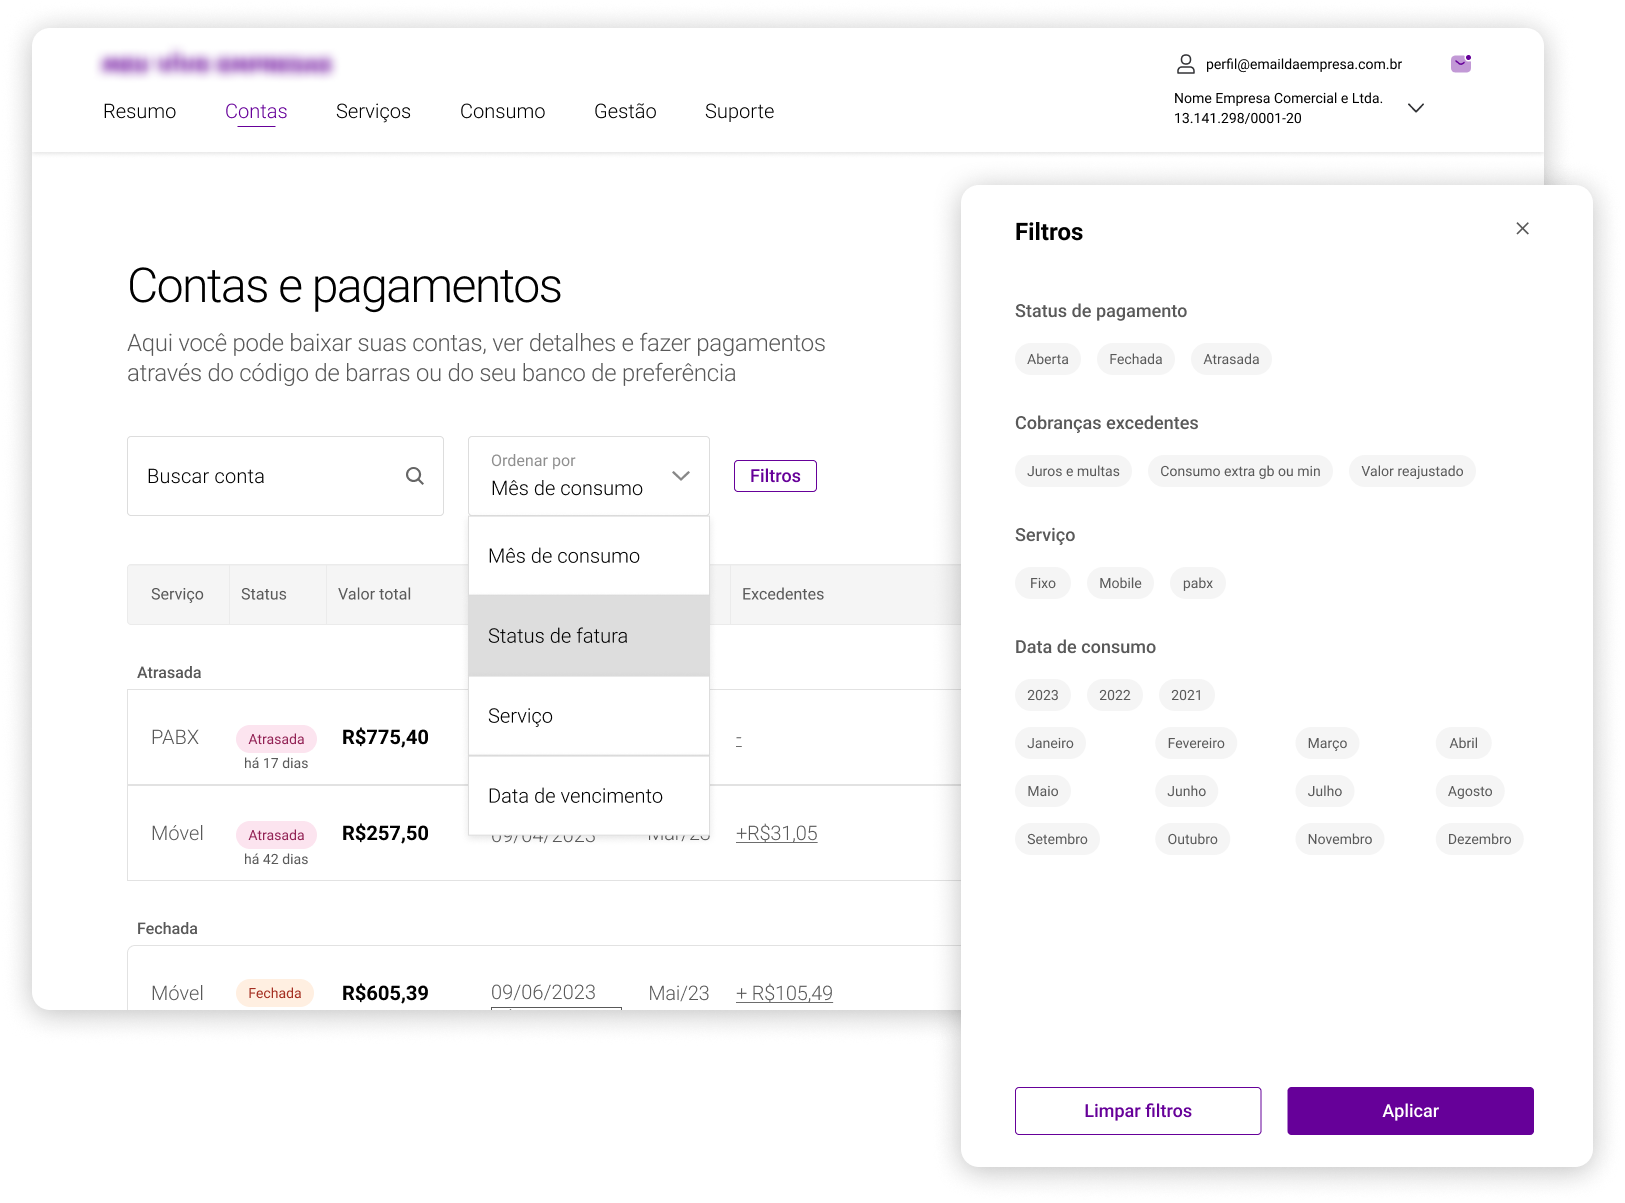 perfil@emaildaempresa.com.br
Resumo Contas Serviços Consumo Gestão Suporte
Nome Empresa Comercial e Ltda.
13.141.298/0001-20
Contas e pagamentos
Aqui você pode baixar suas contas, ver detalhes e fazer pagamentos
através do código de barras ou do seu banco de preferência
Buscar conta
Ordenar por
Mês de consumo
Filtros
Mês de consumo
Status de fatura
Serviço
Data de vencimento
Serviço Status Valor total Excedentes
Atrasada
PABX Atrasada R$775,40 -
há 17 dias
Móvel Atrasada R$257,50 09/04/2023 Mai/23 +R$31,05
há 42 dias
Fechada
Móvel Fechada R$605,39 09/06/2023 Mai/23 + R$105,49
Filtros
Status de pagamento
Aberta Fechada Atrasada
Cobranças excedentes
Juros e multas Consumo extra gb ou min Valor reajustado
Serviço
Fixo Mobile pabx
Data de consumo
2023 2022 2021
Janeiro Fevereiro Março Abril
Maio Junho Julho Agosto
Setembro Outubro Novembro Dezembro
Limpar filtros Aplicar